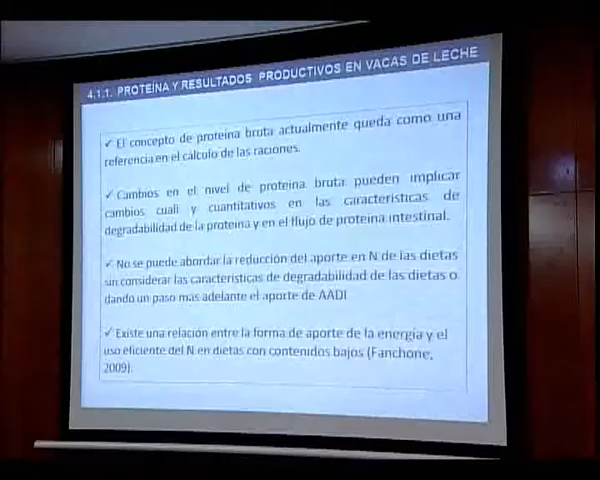 4.1.1. PROTEINA Y RESULTADOS PRODUCTIVOS EN VACAS DE LECHE
✓ El concepto de proteína bruta actualmente queda como una
referencia en el cálculo de las raciones.
✓ Cambios en el nivel de proteina bruta pueden implicar
cambios cuali y cuantitativos en las características de
degradabilidad de la proteína y en el flujo de proteína intestinal.
✓ No se puede abordar la reducción del aporte en N de las dietas
sin considerar las características de degradabilidad de las dietas o
dando un paso más adelante el aporte de AADI
✓ Existe una relación entre la forma de aporte de la energía y el
uso eficiente del N en dietas con contenidos bajos (Fanchone,
2009).